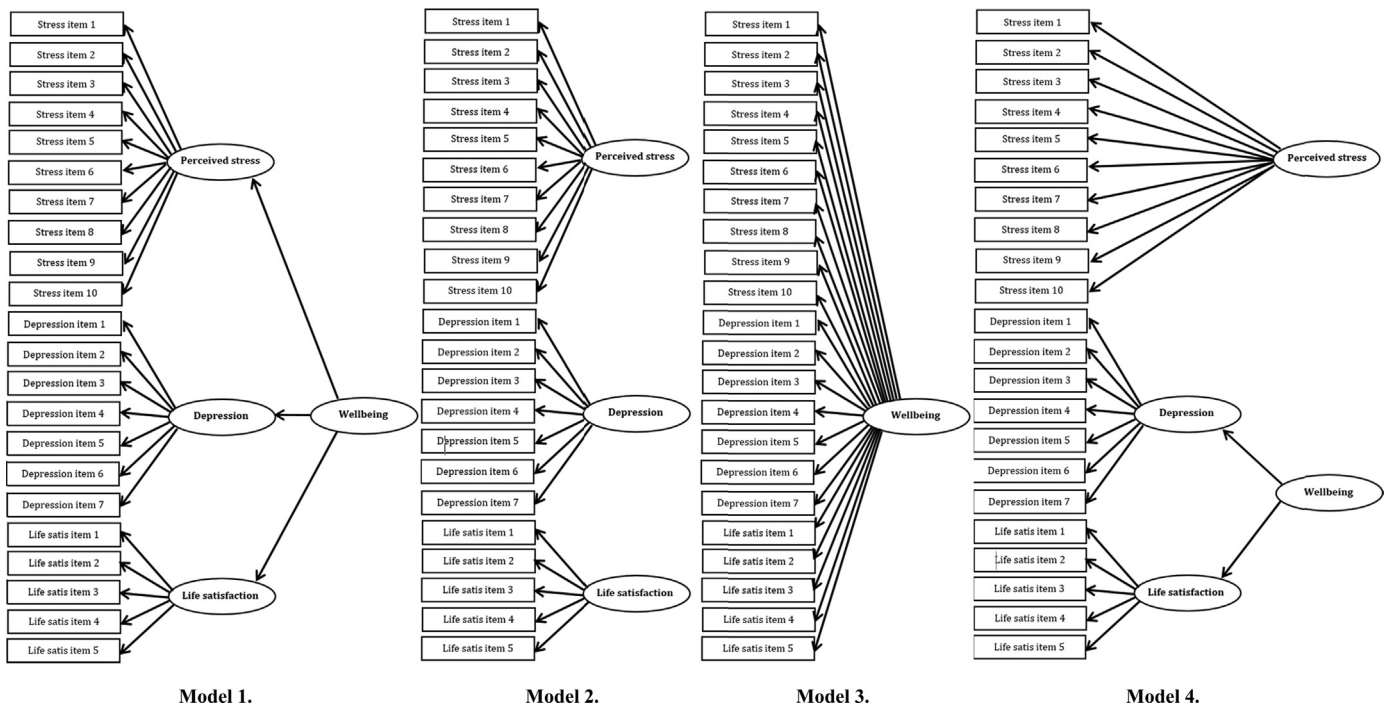 Stress item 1
Stress item 2
Stress item 3
Stress item 4
Stress item 5
Stress item 6
Stress item 7
Stress item 8
Stress item 9
Stress item 10
Depression item 1
Depression item 2
Depression item 3
Depression item 4
Depression item 5
Depression item 6
Depression item 7
Life satis item 1
Life satis item 2
Life satis item 3
Life satis item 4
Life satis item 5
Perceived stress
Depression
Life satisfaction
Wellbeing
Model 1.
Stress item 1
Stress item 2
Stress item 3
Stress item 4
Stress item 5
Stress item 6
Stress item 7
Stress item 8
Stress item 9
Stress item 10
Depression item 1
Depression item 2
Depression item 3
Depression item 4
Depression item 5
Depression item 6
Depression item 7
Life satis item 1
Life satis item 2
Life satis item 3
Life satis item 4
Life satis item 5
Perceived stress
Depression
Life satisfaction
Model 2.
Stress item 1
Stress item 2
Stress item 3
Stress item 4
Stress item 5
Stress item 6
Stress item 7
Stress item 8
Stress item 9
Stress item 10
Depression item 1
Depression item 2
Depression item 3
Depression item 4
Depression item 5
Depression item 6
Depression item 7
Life satis item 1
Life satis item 2
Life satis item 3
Life satis item 4
Life satis item 5
Wellbeing
Model 3.
Stress item 1
Stress item 2
Stress item 3
Stress item 4
Stress item 5
Stress item 6
Stress item 7
Stress item 8
Stress item 9
Stress item 10
Depression item 1
Depression item 2
Depression item 3
Depression item 4
Depression item 5
Depression item 6
Depression item 7
Life satis item 1
Life satis item 2
Life satis item 3
Life satis item 4
Life satis item 5
Perceived stress
Depression
Wellbeing
Life satisfaction
Model 4.